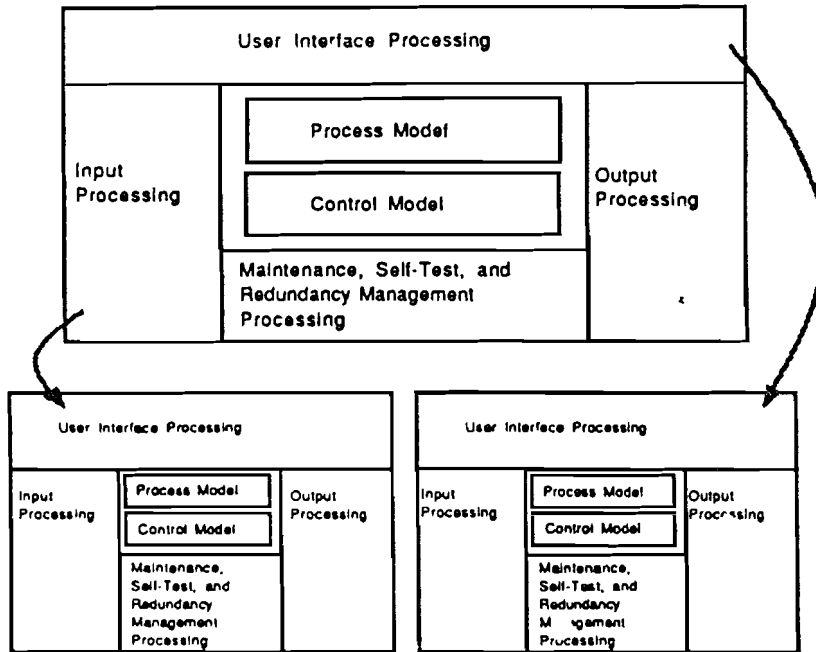 User Interface Processing
Process Model
Input
Processing
Control Model
Output
Processing
Maintenance, Self-Test, and
Redundancy Management
Processing
User Interface Processing
Input
Processing
Process Model
Control Model
Output
Processing
Maintenance,
Self-Test, and
Redundancy
Management
Processing
User Interface Processing
Input
Processing
Process Model
Control Model
Output
Processing
Maintenance,
Self-Test, and
Redundancy
Management
Processing